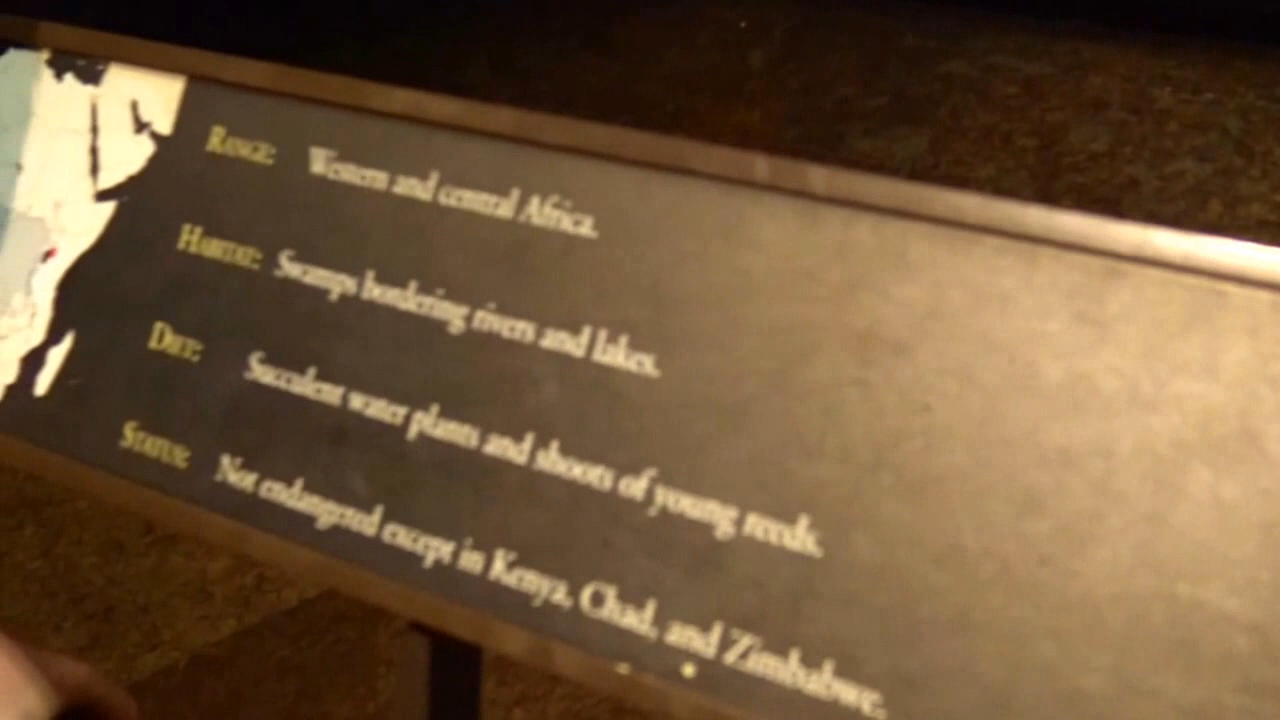 RANGE: Western and central Africa.
HABITAT: Swamps bordering rivers and lakes.
DIET: Succulent water plants and shoots of young reeds.
STATUS: Not endangered except in Kenya, Chad, and Zimbabwe.